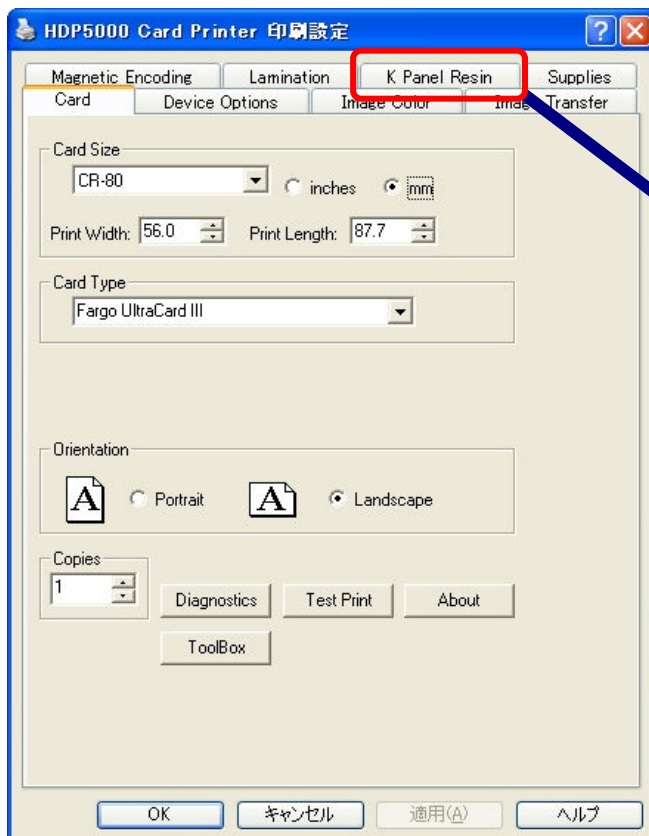 HDP5000 Card Printer 印刷設定
Magnetic Encoding Lamination K Panel Resin Supplies
Card Device Options Image Color Image Transfer
Card Size
CR-80 inches mm
Print Width: 56.0 Print Length: 87.7
Card Type
Fargo UltraCard III
Orientation
A Portrait A Landscape
Copies
1 Diagnostics Test Print About
ToolBox
OK キャンセル 適用(A) ヘルプ